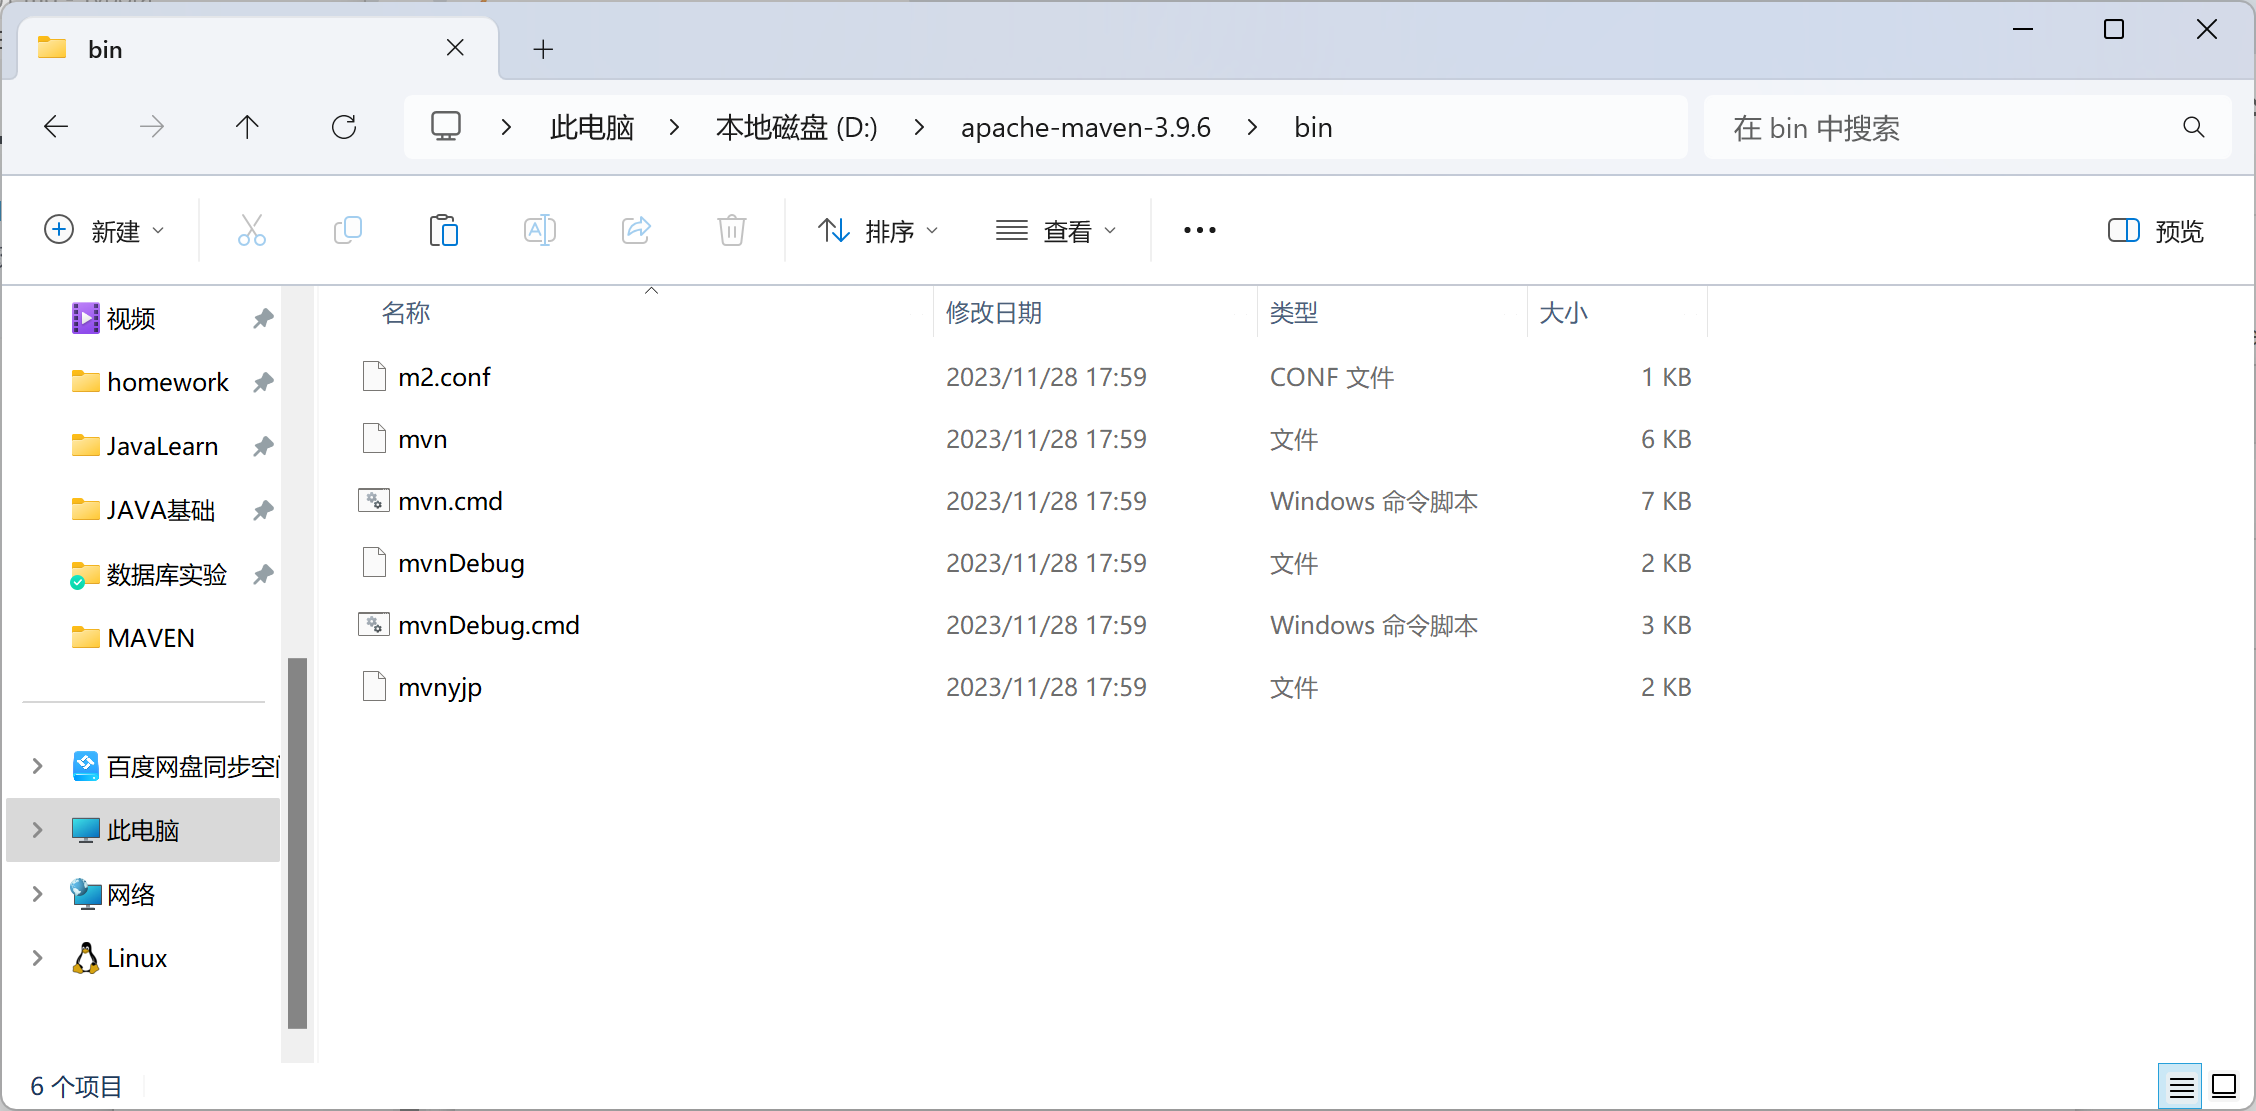 bin
此电脑 本地磁盘 (D:) apache-maven-3.9.6 bin
在 bin 中搜索
新建 排序 查看 预览
名称 修改日期 类型 大小
视频
homework
JavaLearn
JAVA基础
数据库实验
MAVEN
百度网盘同步空
此电脑
网络
Linux
m2.conf 2023/11/28 17:59 CONF 文件 1 KB
mvn 2023/11/28 17:59 文件 6 KB
mvn.cmd 2023/11/28 17:59 Windows 命令脚本 7 KB
mvnDebug 2023/11/28 17:59 文件 2 KB
mvnDebug.cmd 2023/11/28 17:59 Windows 命令脚本 3 KB
mvnyjp 2023/11/28 17:59 文件 2 KB
6 个项目